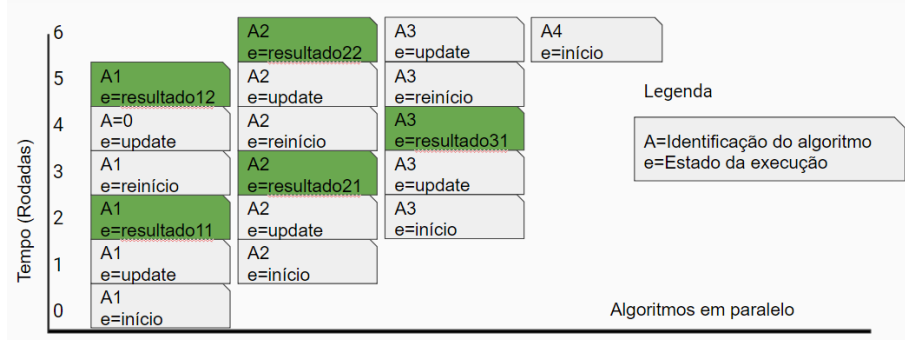 6
A2
e=resultado22
A3
e=update
A4
e=início
5
A1
e=resultado12
A2
e=update
A3
e=reinício
4
A=0
e=update
A2
e=reinício
A3
e=resultado31
3
A1
e=reinício
A2
e=resultado21
A3
e=update
2
A1
e=resultado11
A2
e=update
A3
e=início
1
A1
e=update
A2
e=início
0
A1
e=início
Tempo (Rodadas)
Algoritmos em paralelo
Legenda
A=Identificação do algoritmo
e=Estado da execução